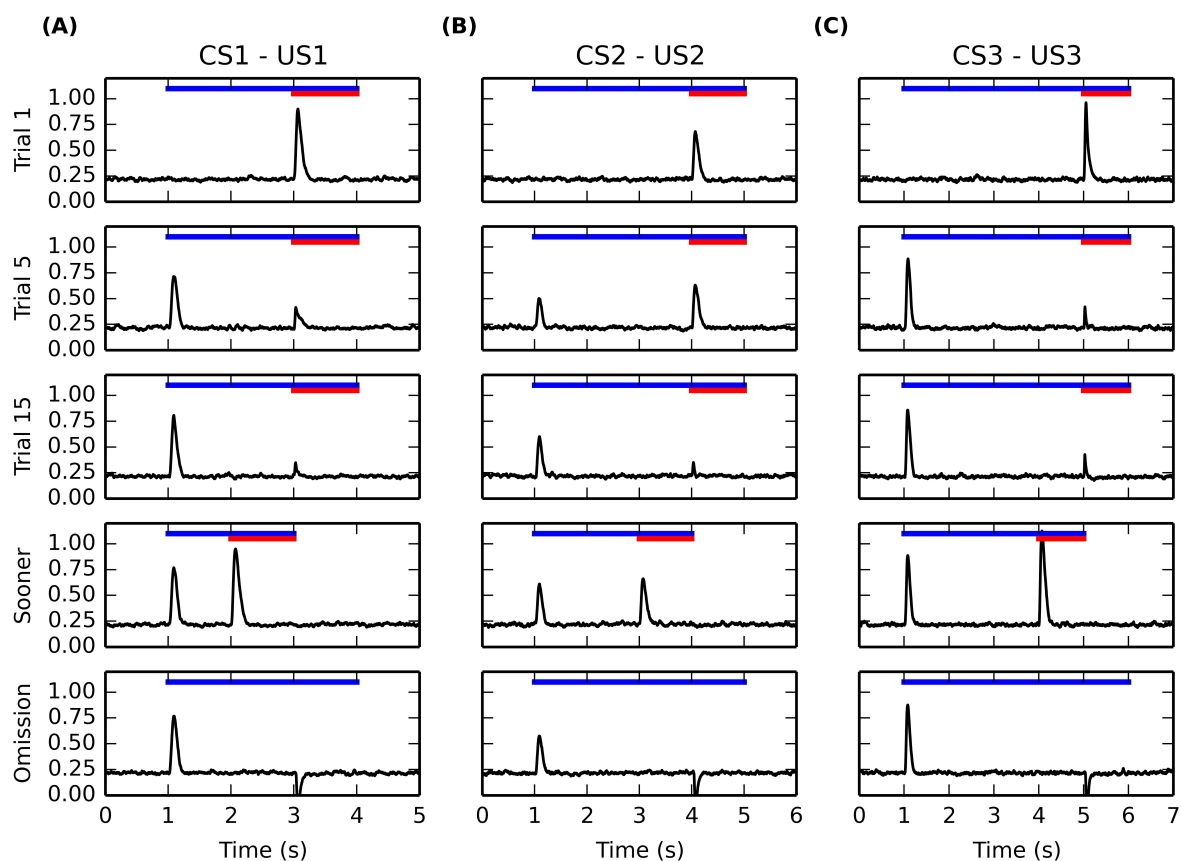 (A) (B) (C)
CS1 - US1 CS2 - US2 CS3 - US3
Trial 1
1.00
0.75
0.50
0.25
0.00
Trial 5
1.00
0.75
0.50
0.25
0.00
Trial 15
1.00
0.75
0.50
0.25
0.00
Sooner
1.00
0.75
0.50
0.25
0.00
Omission
1.00
0.75
0.50
0.25
0.00
0 1 2 3 4 5 0 1 2 3 4 5 6 0 1 2 3 4 5 6 7
Time (s) Time (s) Time (s)